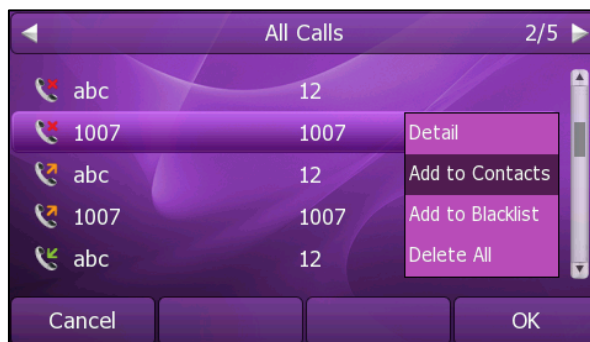 All Calls 2/5
abc 12
1007 1007 Detail
abc 12 Add to Contacts
1007 1007 Add to Blacklist
abc 12 Delete All
Cancel OK